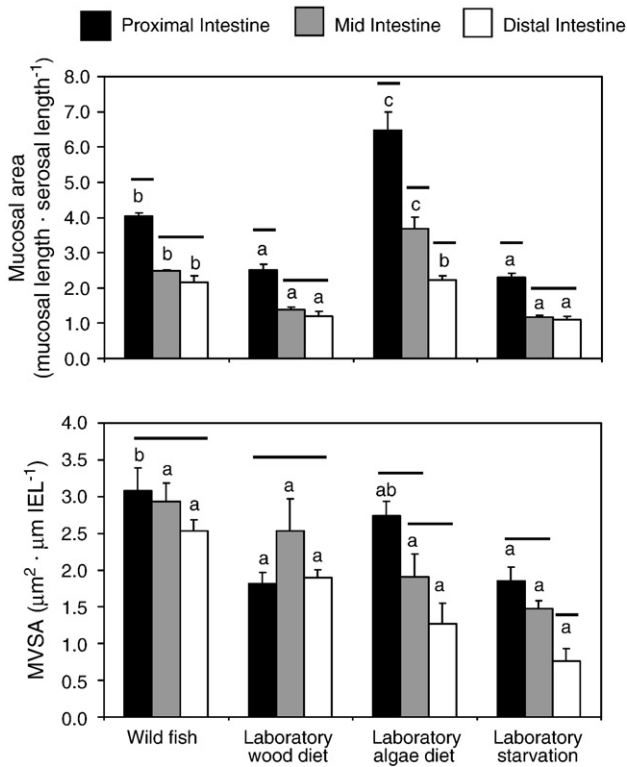 Proximal Intestine Mid Intestine Distal Intestine
Mucosal area
(mucosal length · serosal length⁻¹)
8.0
7.0
6.0
5.0
4.0
3.0
2.0
1.0
0.0
b b b
a a a
c c b
a a a
MVSA (μm² · μm IEL⁻¹)
4.0
3.5
3.0
2.5
2.0
1.5
1.0
0.5
0.0
b a a
a a a
ab a a
a a a
Wild fish
Laboratory
wood diet
Laboratory
algae diet
Laboratory
starvation